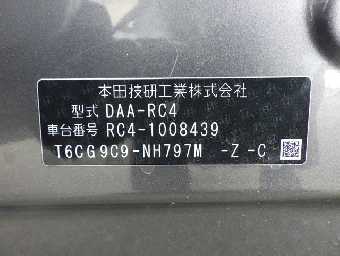 本田技研工業株式会社
型式 DAA-RC4
車台番号 RC4-1008439
T6CG9C9-NH797M -Z -C